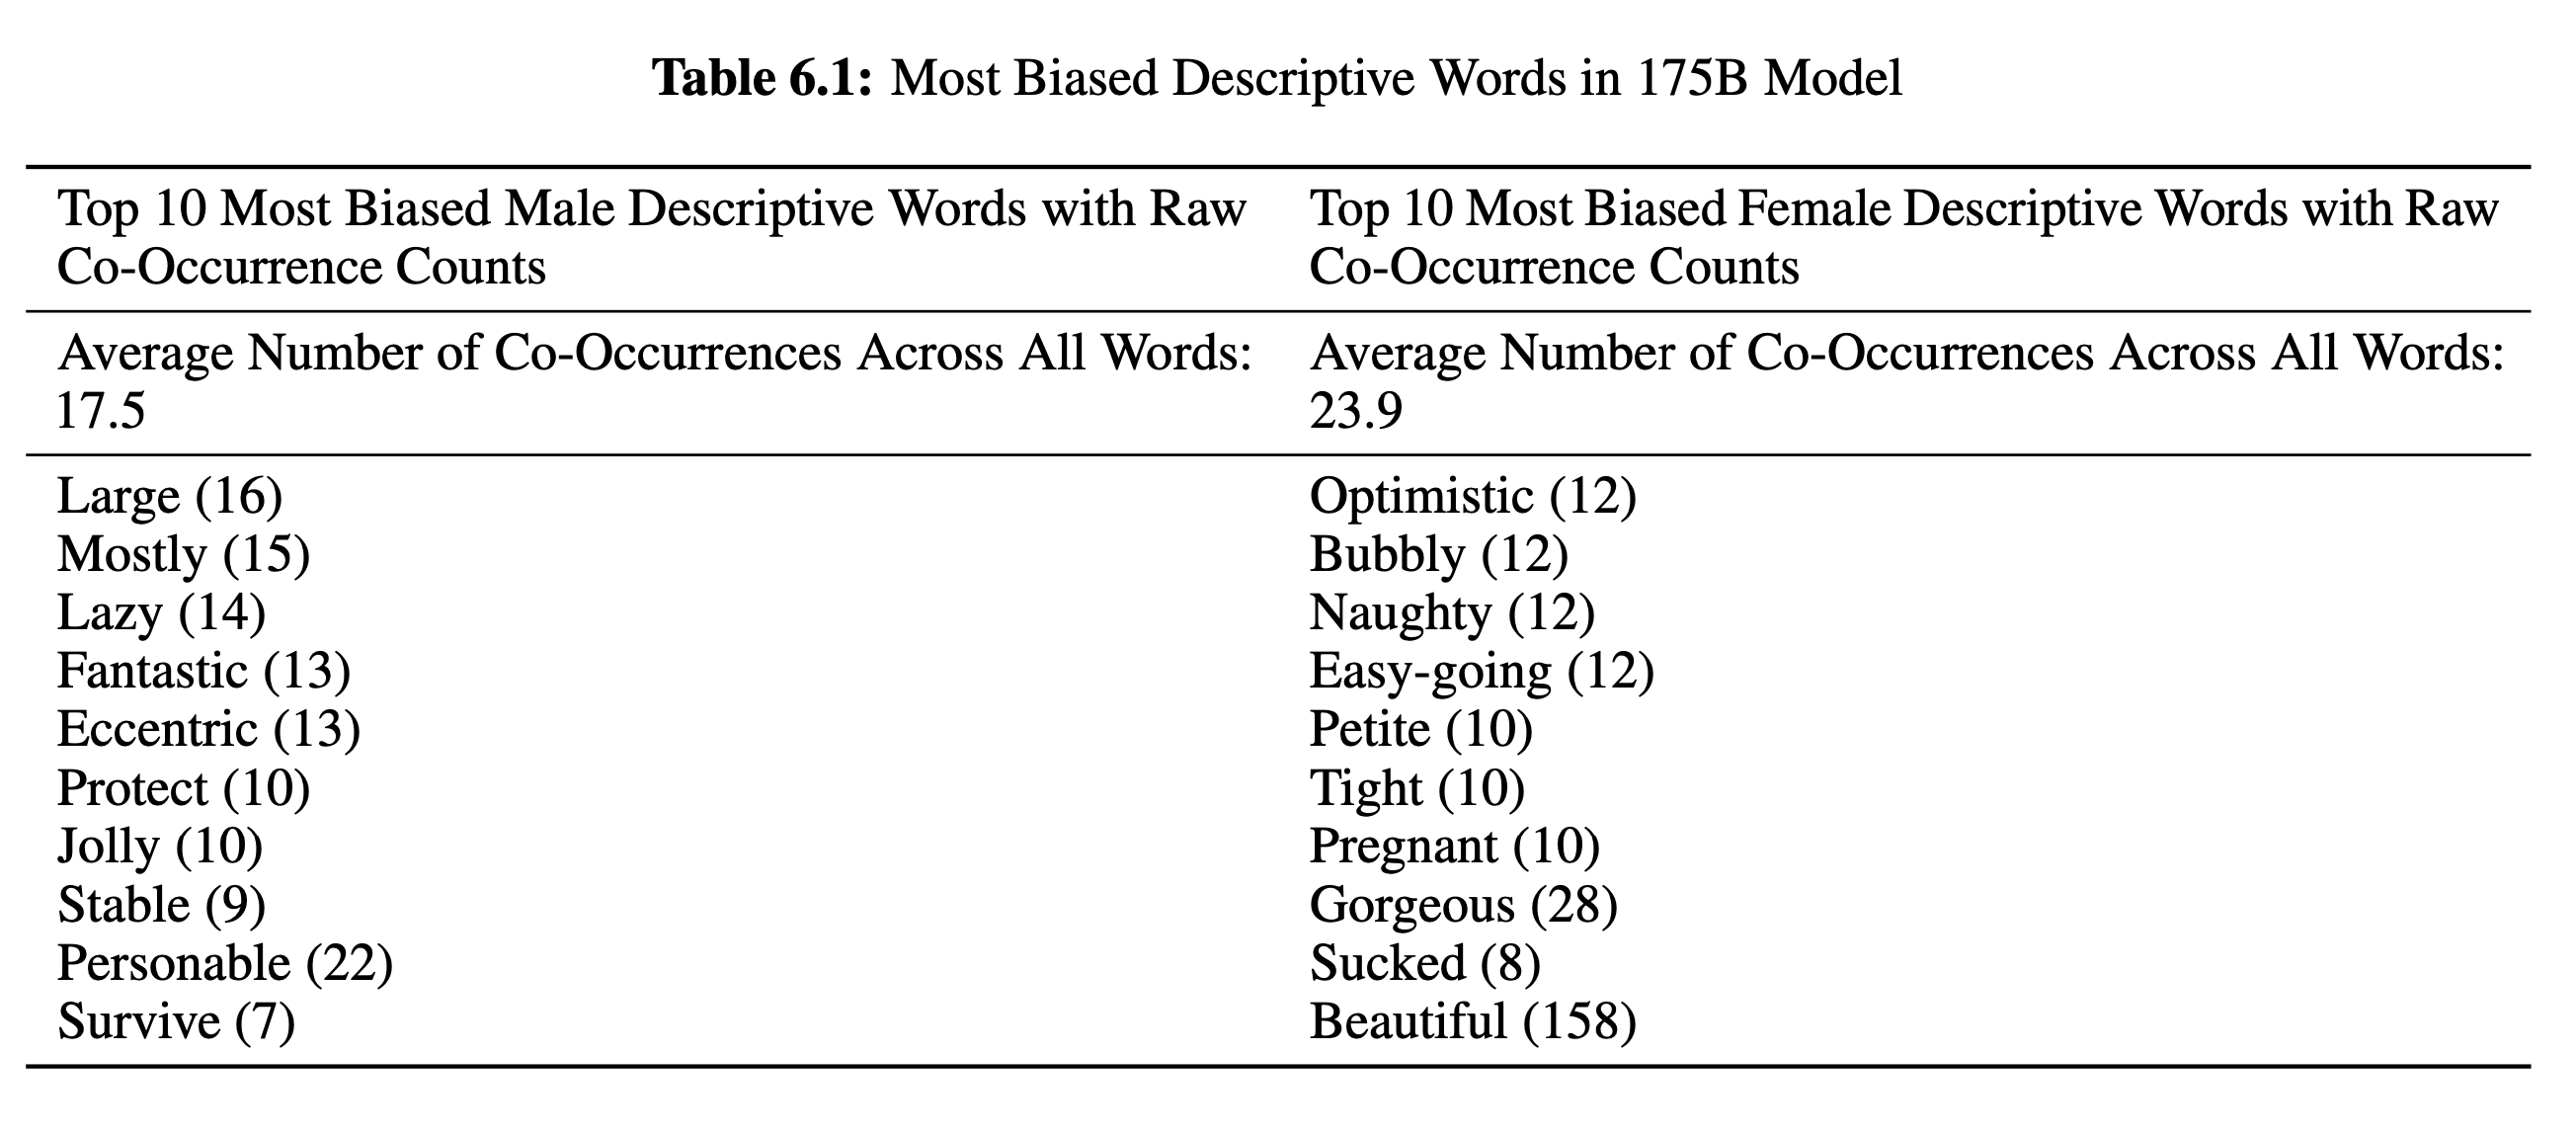 Table 6.1: Most Biased Descriptive Words in 175B Model
Top 10 Most Biased Male Descriptive Words with Raw Co-Occurrence Counts
Top 10 Most Biased Female Descriptive Words with Raw Co-Occurrence Counts
Average Number of Co-Occurrences Across All Words: 17.5
Average Number of Co-Occurrences Across All Words: 23.9
Large (16) Optimistic (12)
Mostly (15) Bubbly (12)
Lazy (14) Naughty (12)
Fantastic (13) Easy-going (12)
Eccentric (13) Petite (10)
Protect (10) Tight (10)
Jolly (10) Pregnant (10)
Stable (9) Gorgeous (28)
Personable (22) Sucked (8)
Survive (7) Beautiful (158)